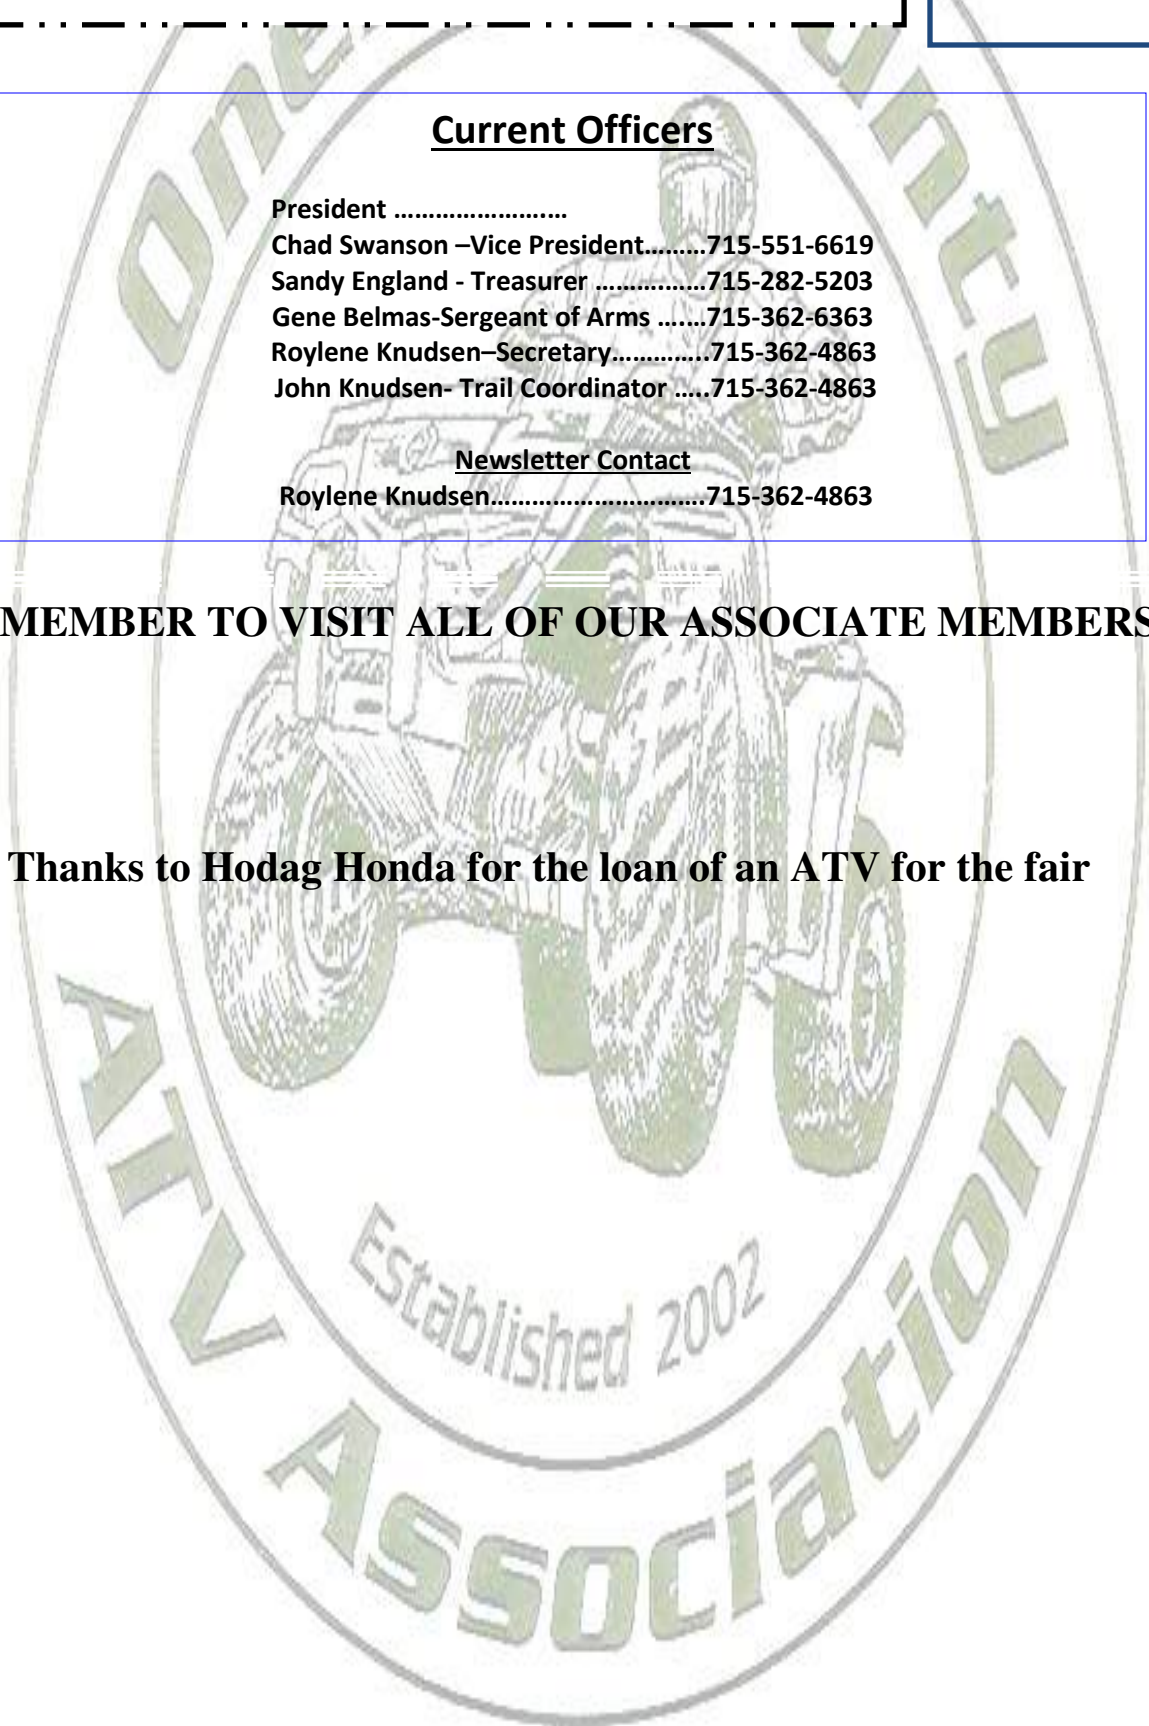 Current Officers
President …………………….…
Chad Swanson –Vice President………715-551-6619
Sandy England - Treasurer …………….…715-282-5203
Gene Belmas-Sergeant of Arms …….…715-362-6363
Roylene Knudsen–Secretary…………..715-362-4863
John Knudsen- Trail Coordinator …..715-362-4863
Newsletter Contact
Roylene Knudsen………………………….715-362-4863
MEMBER TO VISIT ALL OF OUR ASSOCIATE MEMBERS
Thanks to Hodag Honda for the loan of an ATV for the fair
Established 2002
ATV Association